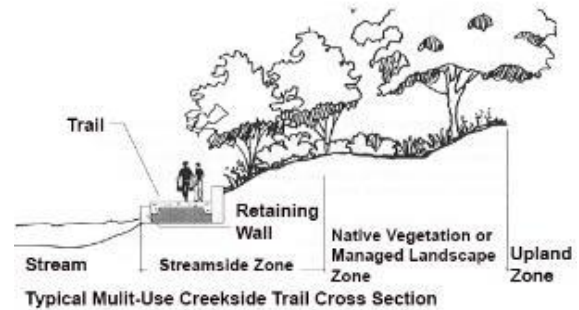 Trail
Retaining
Wall
Stream
Streamside Zone
Native Vegetation or
Managed Landscape
Zone
Upland
Zone
Typical Mulit-Use Creekside Trail Cross Section